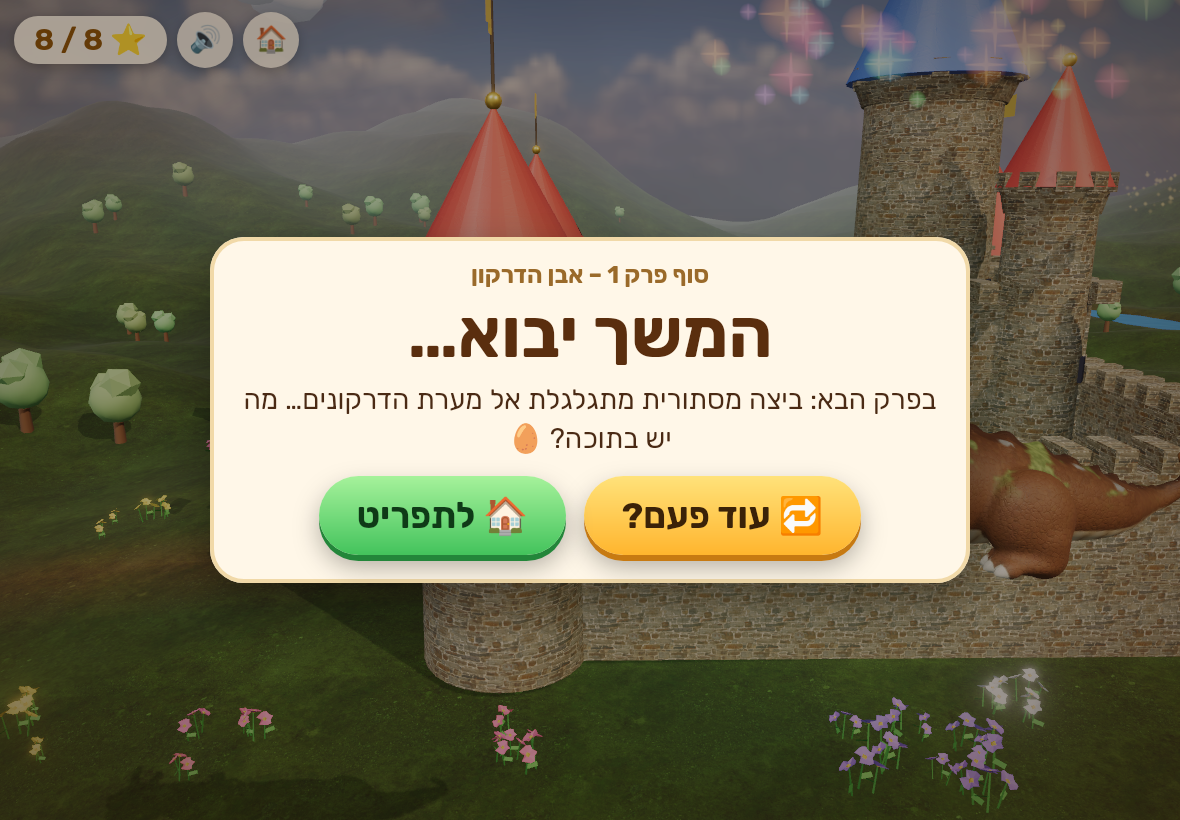 8 / 8 ⭐
סוף פרק 1 – אבן הדרקון
המשך יבוא...
בפרק הבא: ביצה מסתורית מתגלגלת אל מערת הדרקונים... מה
יש בתוכה? 🥚
🔁 עוד פעם?
🏠 לתפריט